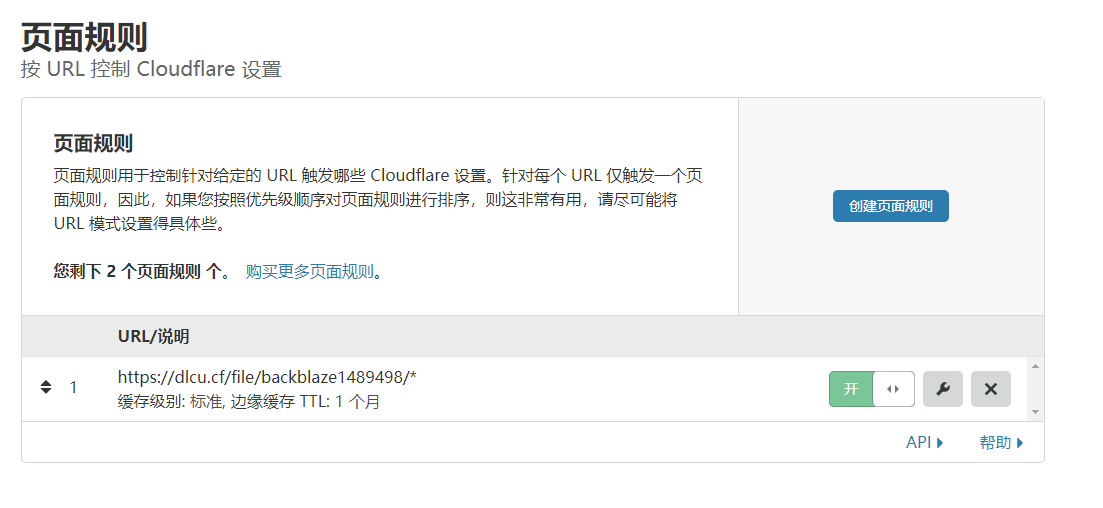 页面规则
按 URL 控制 Cloudflare 设置
页面规则
页面规则用于控制针对给定的 URL 触发哪些 Cloudflare 设置。针对每个 URL 仅触发一个页
面规则，因此，如果您按照优先级顺序对页面规则进行排序，则这非常有用，请尽可能将
URL 模式设置得具体些。
您剩下 2 个页面规则 个。 购买更多页面规则。
创建页面规则
URL/说明
1
https://dlcu.cf/file/backblaze1489498/*
缓存级别: 标准, 边缘缓存 TTL: 1 个月
开
API
帮助